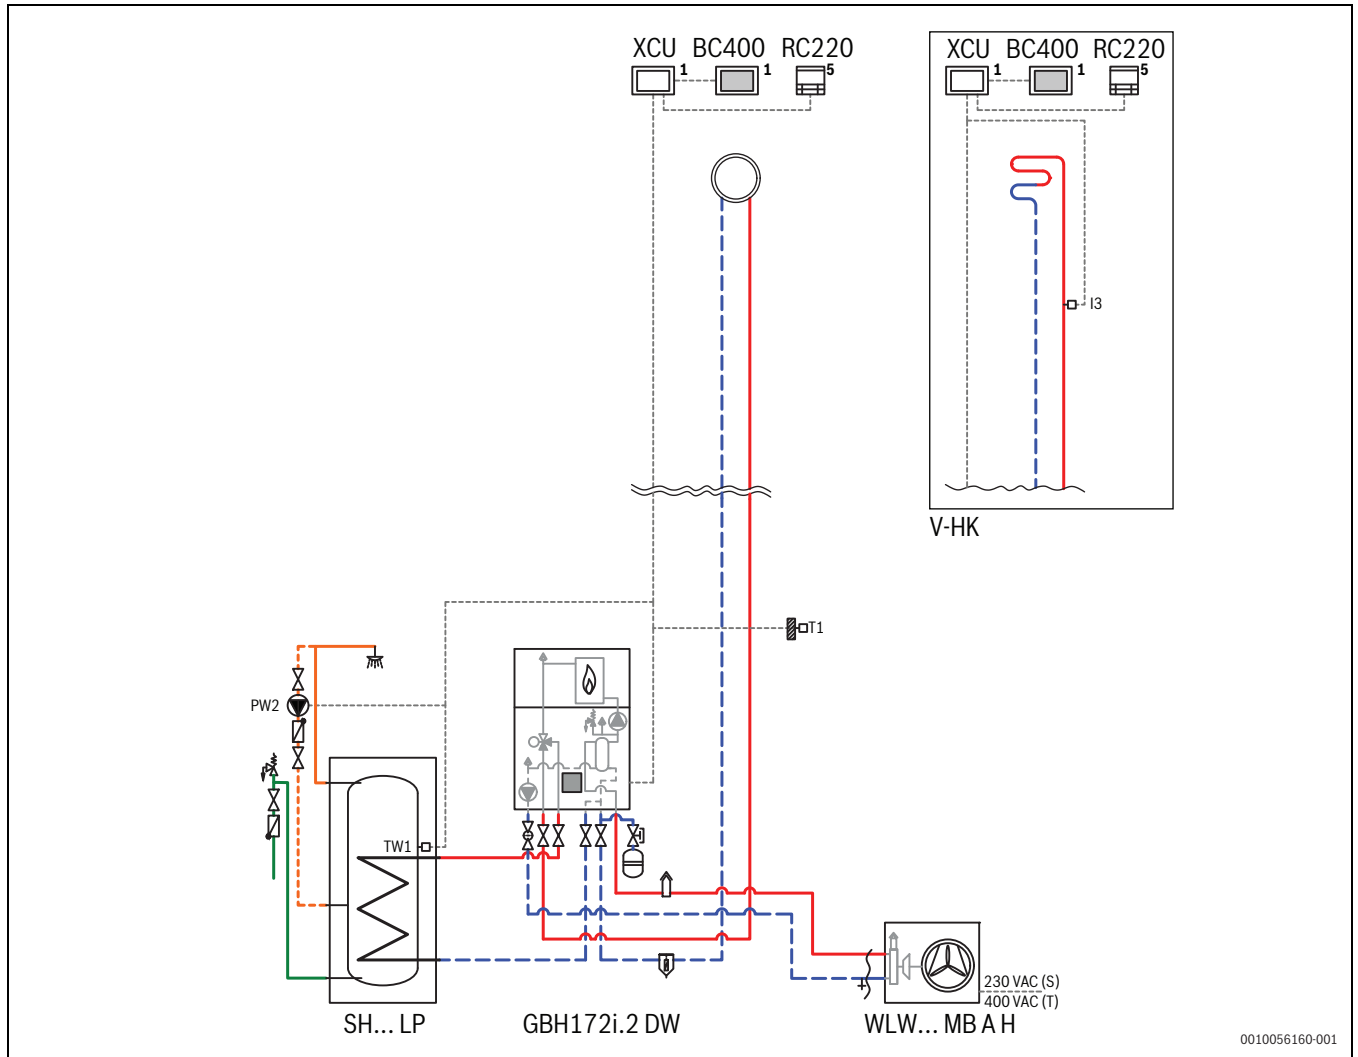 XCU BC400 RC220
1 1 5
XCU BC400 RC220
1 1 5
I3
V-HK
T1
PW2
TW1
230 VAC (S)
400 VAC (T)
SH... LP
GBH172i.2 DW
WLW... MB A H
0010056160-001